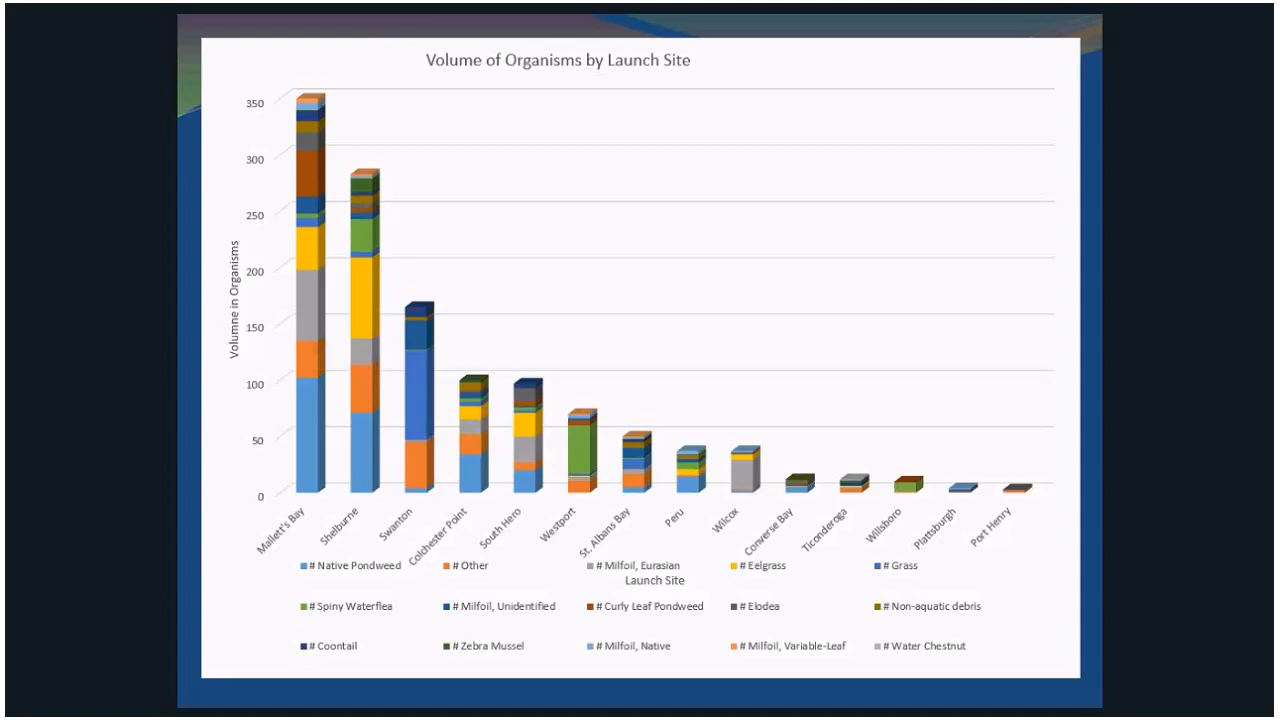 Volume of Organisms by Launch Site
Volumne in Organisms
350
300
250
200
150
100
50
0
Mallett's Bay
Shelburne
Swanton
Colchester Point
South Hero
Westport
St. Albans Bay
Peru
Wilcox
Converse Bay
Ticonderoga
Willsboro
Plattsburgh
Port Henry
# Native Pondweed # Other # Milfoil, Eurasian # Eelgrass # Grass
Launch Site
# Spiny Waterflea # Milfoil, Unidentified # Curly Leaf Pondweed # Elodea # Non-aquatic debris
# Coontail # Zebra Mussel # Milfoil, Native # Milfoil, Variable-Leaf # Water Chestnut